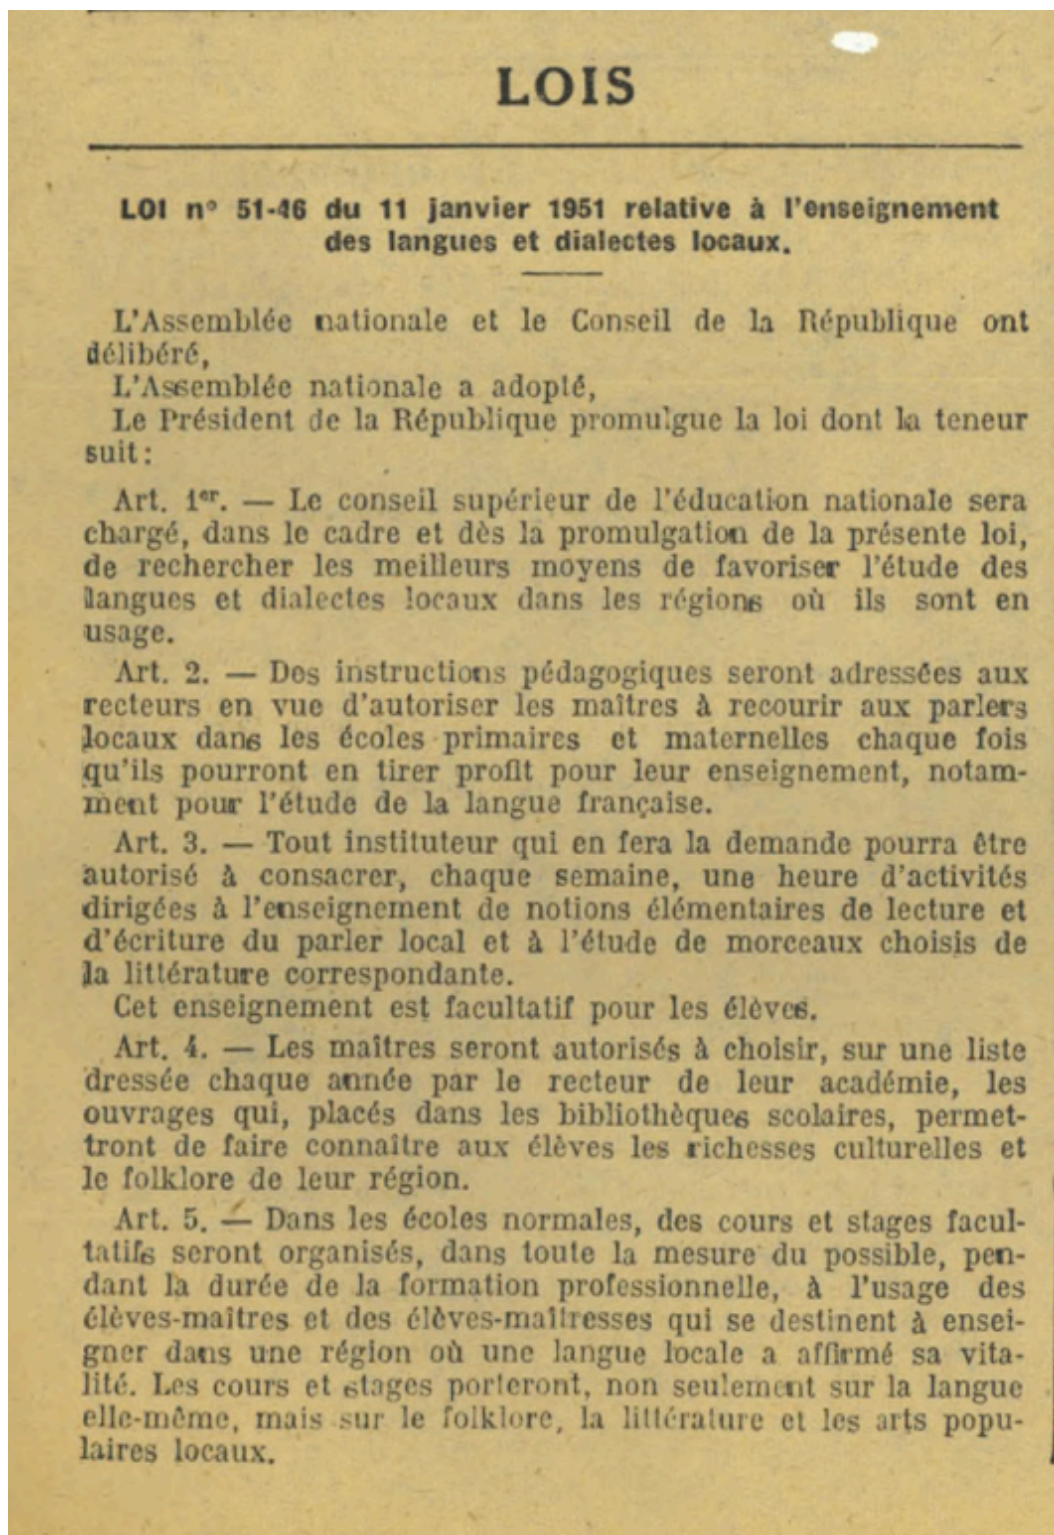 LOIS
LOI n° 51-46 du 11 janvier 1951 relative à l'enseignement
des langues et dialectes locaux.
L'Assemblée nationale et le Conseil de la République ont
délibéré,
L'Assemblée nationale a adopté,
Le Président de la République promulgue la loi dont la teneur
suit :
Art. 1er. — Le conseil supérieur de l'éducation nationale sera
chargé, dans le cadre et dès la promulgation de la présente loi,
de rechercher les meilleurs moyens de favoriser l'étude des
langues et dialectes locaux dans les régions où ils sont en
usage.
Art. 2. — Des instructions pédagogiques seront adressées aux
recteurs en vue d'autoriser les maîtres à recourir aux parlers
locaux dans les écoles primaires et maternelles chaque fois
qu'ils pourront en tirer profit pour leur enseignement, notam-
ment pour l'étude de la langue française.
Art. 3. — Tout instituteur qui en fera la demande pourra être
autorisé à consacrer, chaque semaine, une heure d'activités
dirigées à l'enseignement de notions élémentaires de lecture et
d'écriture du parler local et à l'étude de morceaux choisis de
la littérature correspondante.
Cet enseignement est facultatif pour les élèves.
Art. 4. — Les maîtres seront autorisés à choisir, sur une liste
dressée chaque année par le recteur de leur académie, les
ouvrages qui, placés dans les bibliothèques scolaires, permet-
tront de faire connaître aux élèves les richesses culturelles et
le folklore de leur région.
Art. 5. — Dans les écoles normales, des cours et stages facul-
tatifs seront organisés, dans toute la mesure du possible, pen-
dant la durée de la formation professionnelle, à l'usage des
élèves-maîtres et des élèves-maîtresses qui se destinent à ensei-
gner dans une région où une langue locale a affirmé sa vita-
lité. Les cours et stages porteront, non seulement sur la langue
elle-même, mais sur le folklore, la littérature et les arts popu-
laires locaux.